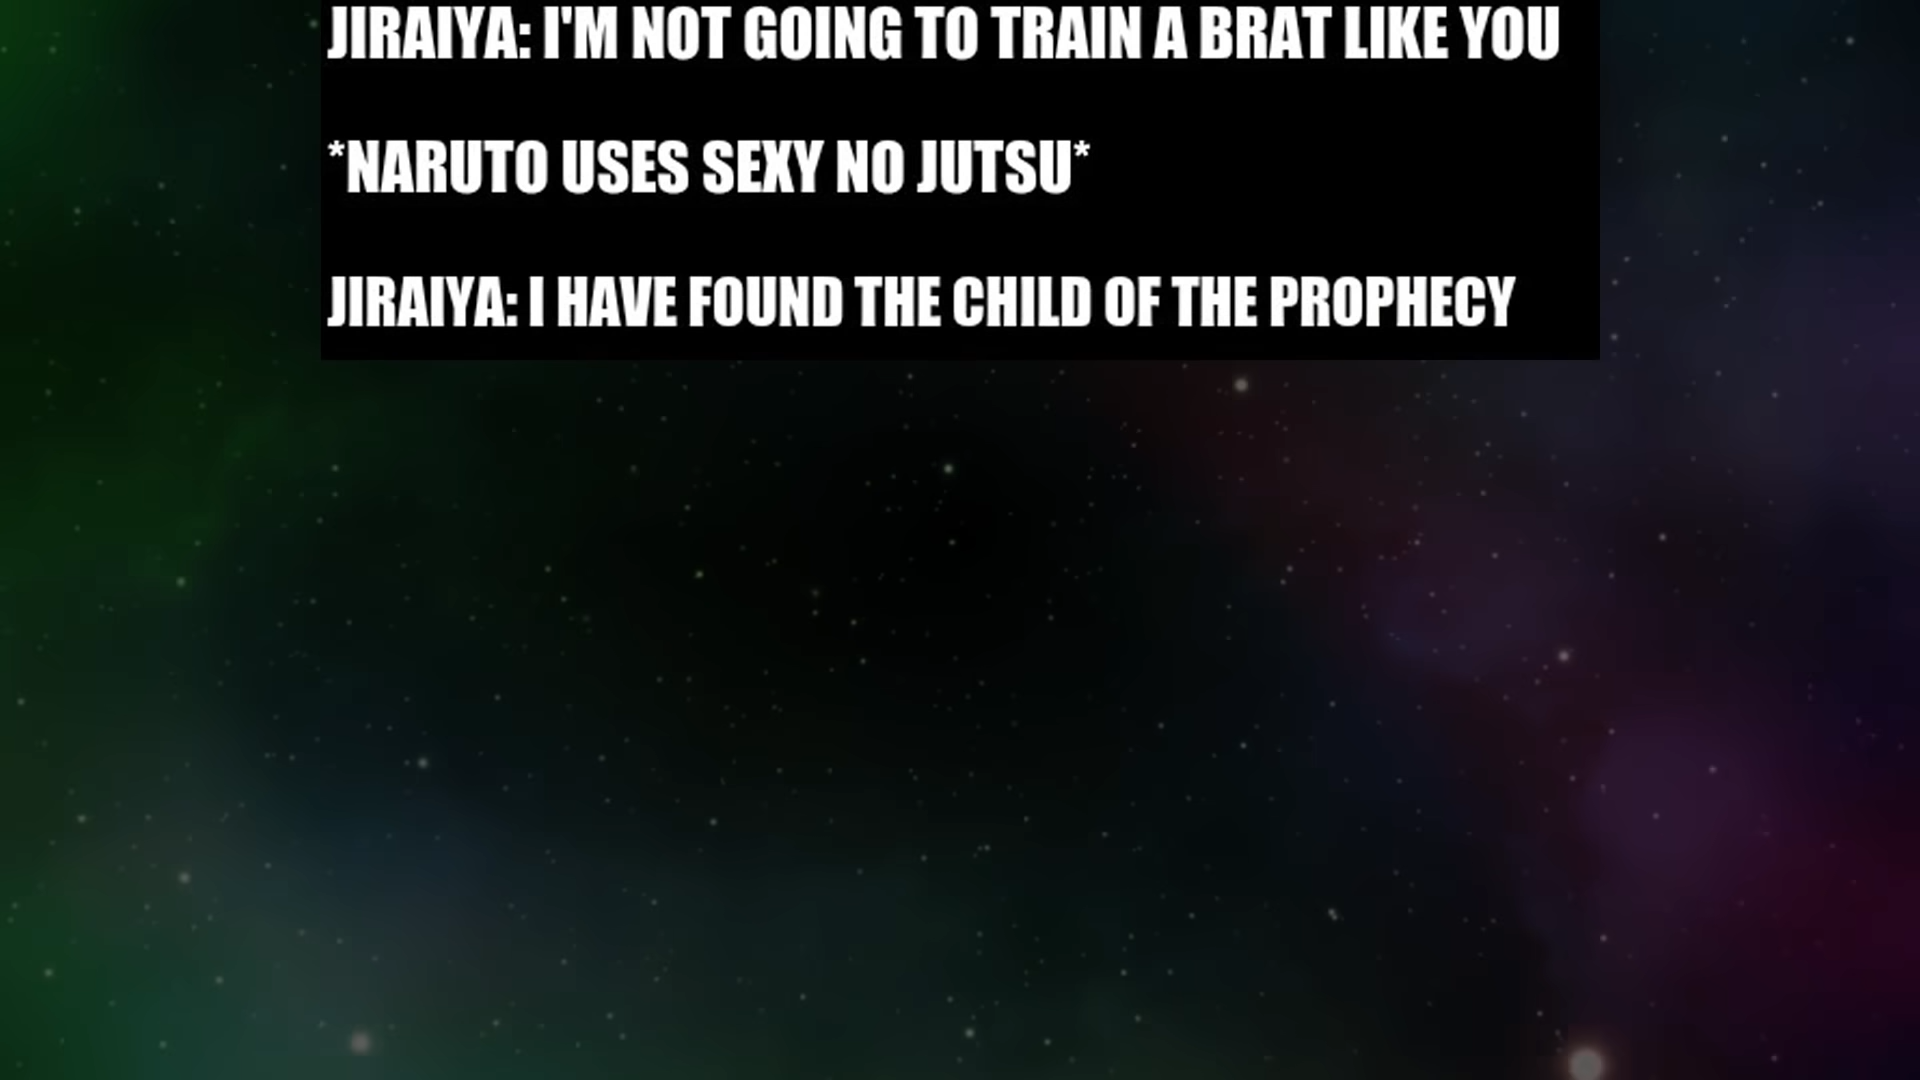 JIRAIYA: I'M NOT GOING TO TRAIN A BRAT LIKE YOU
*NARUTO USES SEXY NO JUTSU*
JIRAIYA: I HAVE FOUND THE CHILD OF THE PROPHECY